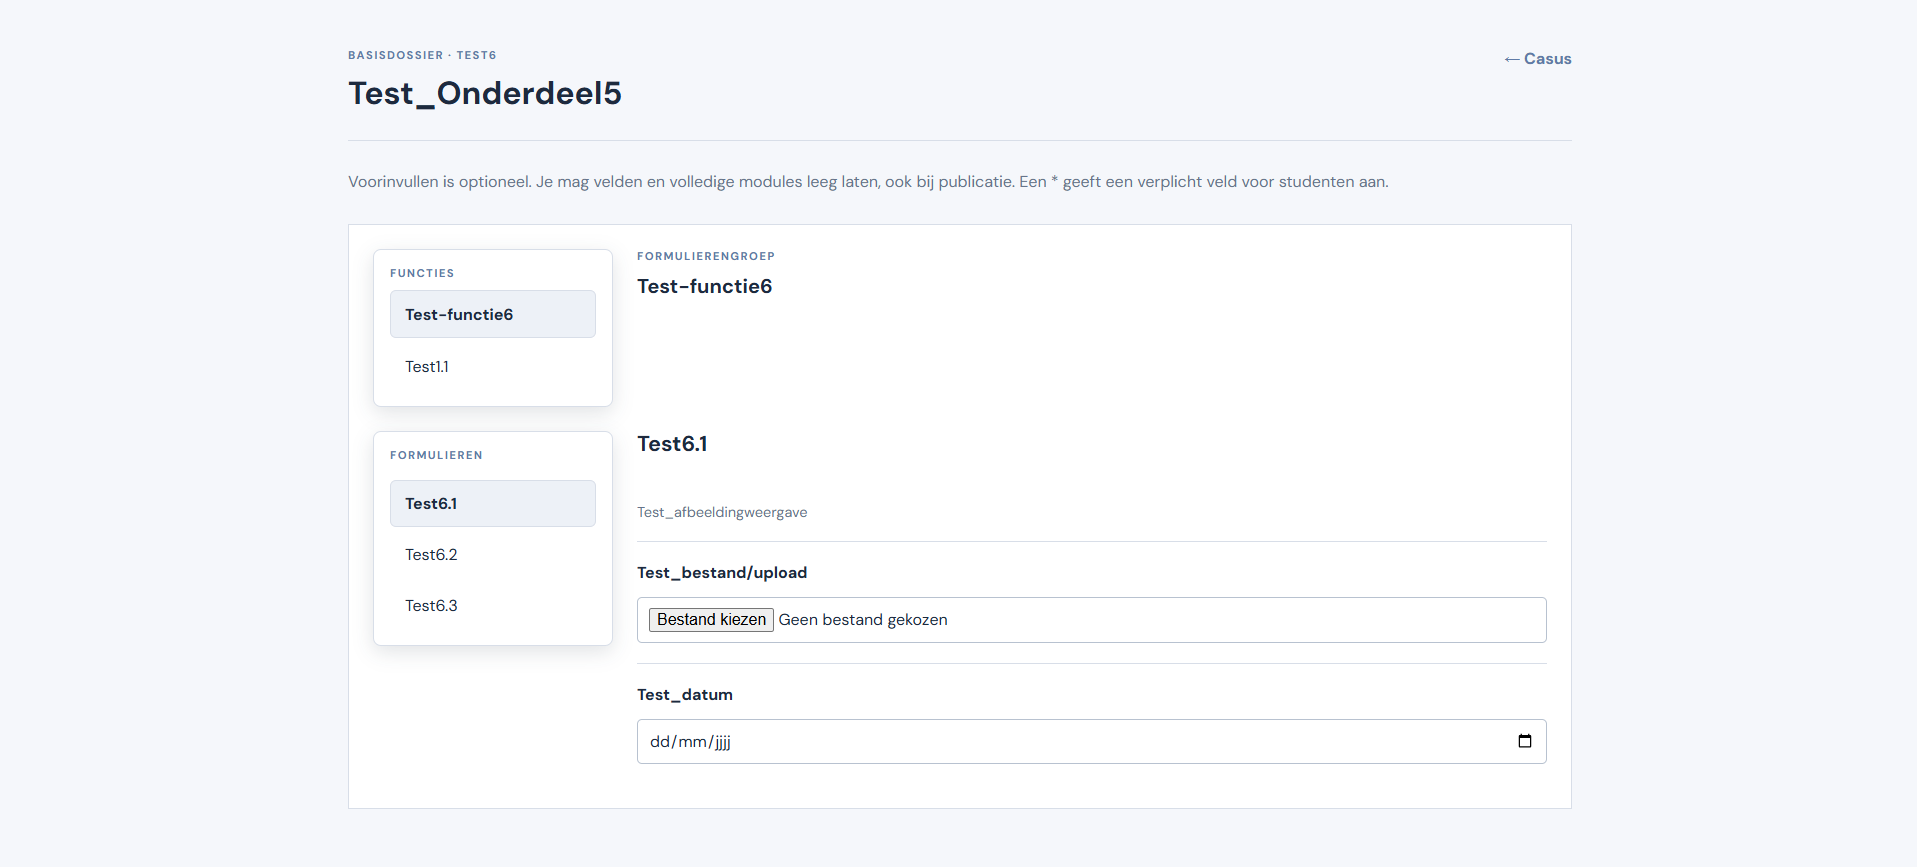 BASISDOSSIER · TEST6
← Casus
Test_Onderdeel5
Voorinvullen is optioneel. Je mag velden en volledige modules leeg laten, ook bij publicatie. Een * geeft een verplicht veld voor studenten aan.
FUNCTIES
Test-functie6
Test1.1
FORMULIEREN
Test6.1
Test6.2
Test6.3
FORMULIERENGROEP
Test-functie6
Test6.1
Test_afbeeldingweergave
Test_bestand/upload
Bestand kiezen Geen bestand gekozen
Test_datum
dd/mm/jjjj